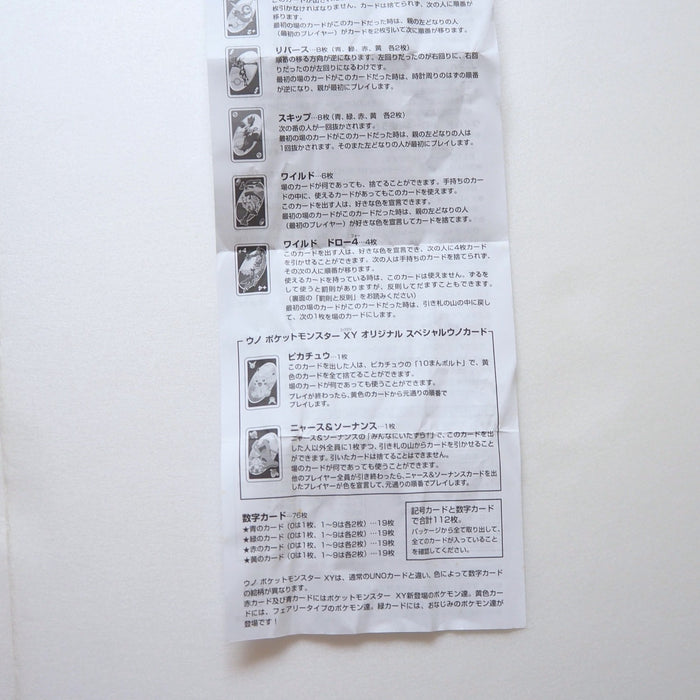 枚引かなければなりません。カードは捨てられず、次の人に順番が
移ります。
最初の場のカードがこのカードだった時は、親の左どなりの人
(最初のプレイヤー)がカードを2枚引いて次に順番が移ります。
リバース…8枚(青、緑、赤、黄 各2枚)
順番の移る方向が逆になります。左回りだったのが右回りに、右回
りだったのが左回りになるわけです。
最初の場のカードがこのカードだった時は、時計周りのはずの順番
が逆になり、親が最初にプレイします。
スキップ…8枚(青、緑、赤、黄 各2枚)
次の番の人が一回抜かされます。
最初の場のカードがこのカードだった時は、親の左どなりの人は
1回抜かされます。そのまた左どなりの人が最初にプレイします。
ワイルド…6枚
場のカードが何であっても、捨てることができます。手持ちのカー
ドの中に、使えるカードがあってもこのカードを使えます。
このカードを出す人は、好きな色を宣言できます。
最初の場のカードがこのカードだった時は、親の左どなりの人
(最初のプレイヤー)が好きな色を宣言してカードを捨てます。
ワイルド ドロー4…4枚
このカードを出す人は、好きな色を宣言でき、次の人に4枚カード
を引かせることができます。次の人は手持ちのカードを捨てられず、
その次の人に順番が移ります。
使えるカードを持っている時は、このカードは使えません。ずるを
して使うと罰則がありますが、反則してだますこともできます。
(裏面の「罰則と反則」をお読みください)
最初の場のカードがこのカードだった時は、引き札の山の中に戻し
て、次の1枚を場のカードにします。
ウノ ポケットモンスター XY オリジナル スペシャルウノカード
ピカチュウ…1枚
このカードを出した人は、ピカチュウの「10まんボルト」で、黄
色のカードを全て捨てることができます。
場のカードが何であっても使うことができます。
プレイが終わったら、黄色のカードから元通りの順番で
プレイします。
ニャース&ソーナンス…1枚
ニャース&ソーナンスの「みんなにいたずら!」で、このカードを出
した人以外全員に1枚ずつ、引き札の山からカードを引かせること
ができます。引いたカードは捨てることはできません。
場のカードが何であっても使うことができます。
他のプレイヤー全員が引き終わったら、ニャース&ソーナンスカードを出
したプレイヤーが色を宣言して、元通りの順番でプレイします。
数字カード…76枚
★青のカード(0は1枚、1〜9は各2枚)…19枚
★緑のカード(0は1枚、1〜9は各2枚)…19枚
★赤のカード(0は1枚、1〜9は各2枚)…19枚
★黄のカード(0は1枚、1〜9は各2枚)…19枚
記号カードと数字カード
で合計112枚。
パッケージから全て取り出して、
全てのカードが入っていること
を確認してください。
ウノ ポケットモンスター XYは、通常のUNOカードと違い、色によって数字カード
の絵柄が異なります。
赤カード及び青カードにはポケットモンスター XY新登場のポケモン達。黄色カー
ドには、フェアリータイプのポケモン達。緑カードには、おなじみのポケモン達が
登場です!